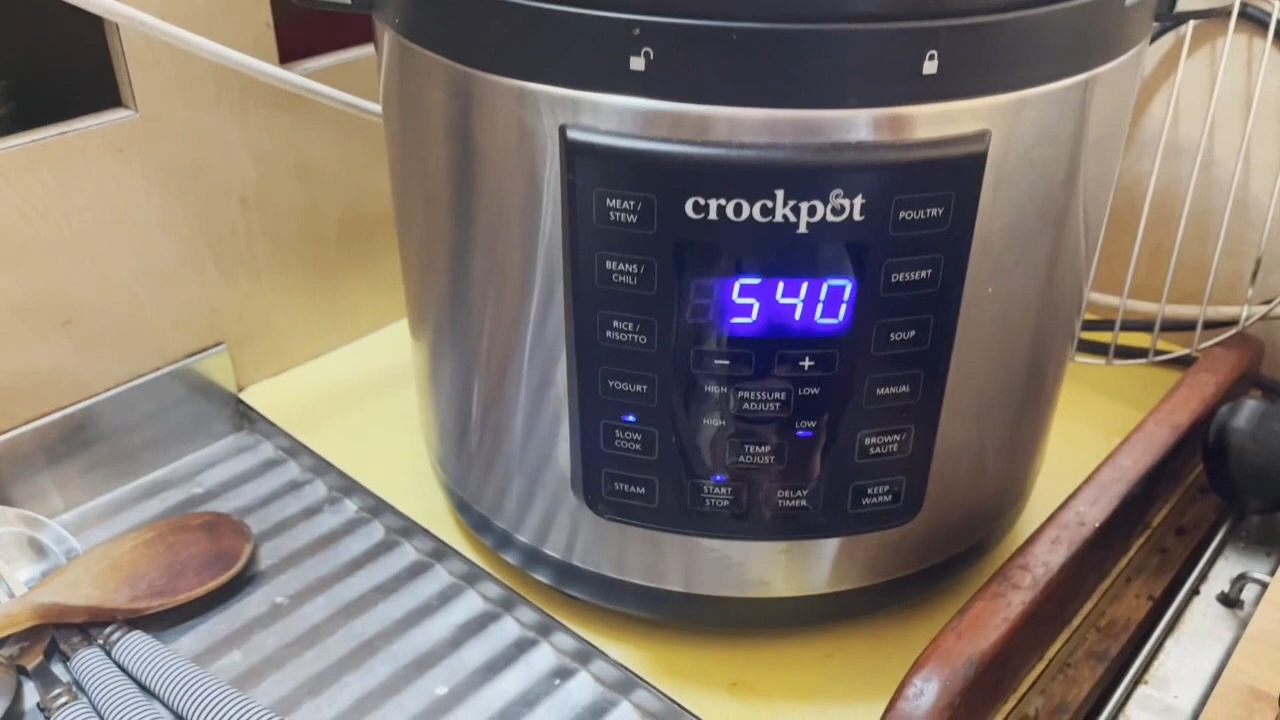 crockpot
MEAT /
STEW
POULTRY
BEANS /
CHILI
DESSERT
540
RICE /
RISOTTO
SOUP
− +
YOGURT
HIGH
PRESSURE
ADJUST
LOW
MANUAL
SLOW
COOK
HIGH
TEMP
ADJUST
LOW
BROWN /
SAUTÉ
STEAM
START
STOP
DELAY
TIMER
KEEP
WARM